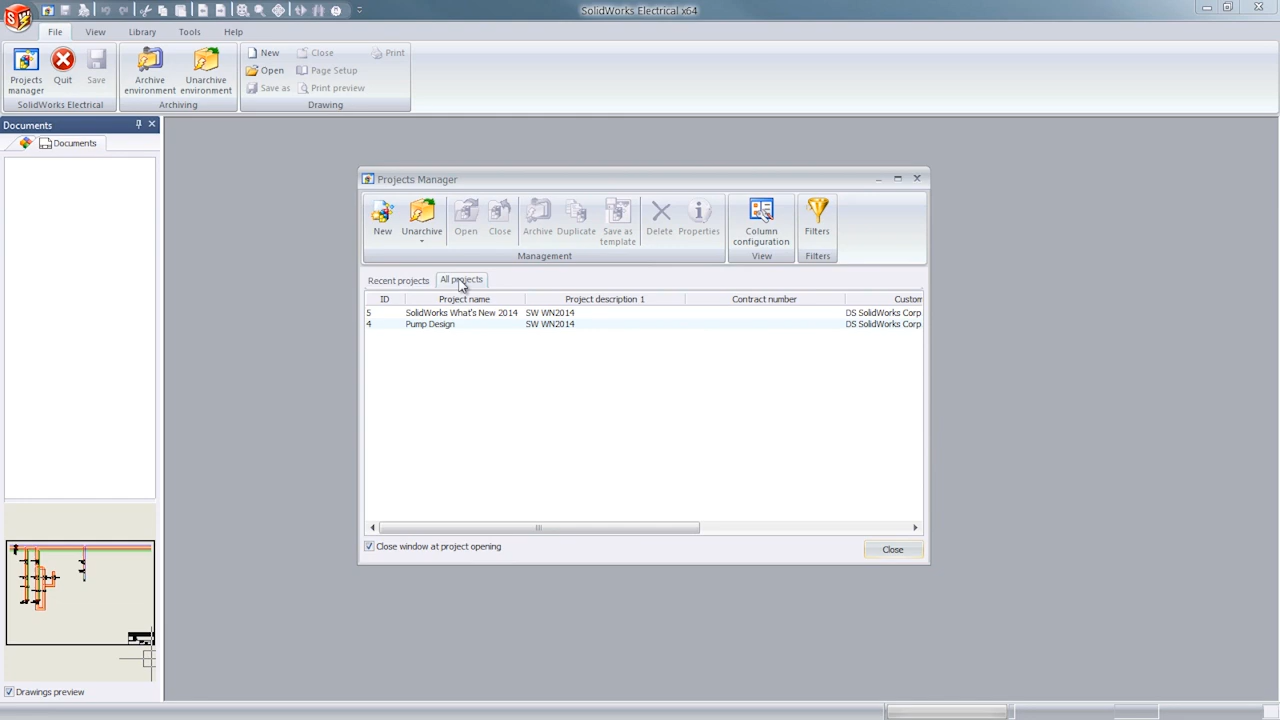 SolidWorks Electrical x64
File View Library Tools Help
Projects manager
Quit
Save
SolidWorks Electrical
Archive environment
Unarchive environment
Archiving
New
Open
Save as
Close
Page Setup
Print preview
Print
Drawing
Documents
Documents
Projects Manager
New
Unarchive
Open
Close
Archive
Duplicate
Save as template
Delete
Properties
Management
Column configuration
View
Filters
Filters
Recent projects All projects
ID Project name Project description 1 Contract number Custom
5 SolidWorks What's New 2014 SW WN2014 DS SolidWorks Corp
4 Pump Design SW WN2014 DS SolidWorks Corp
Close window at project opening
Close
Drawings preview